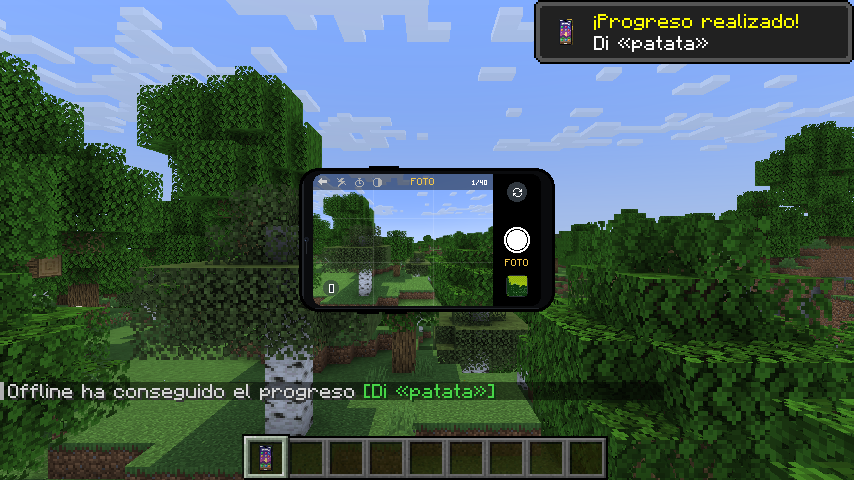 ¡Progreso realizado!
Di «patata»
FOTO
1/40
FOTO
Offline ha conseguido el progreso [Di «patata»]